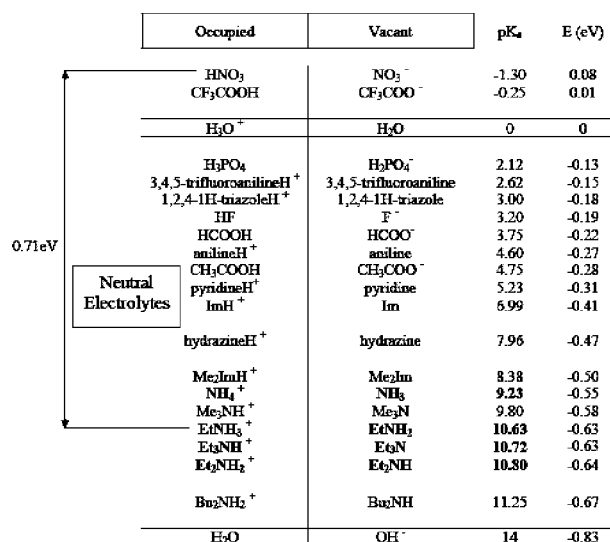 Occupied Vacant pKₐ E (eV)
HNO₃ NO₃⁻ -1.30 0.08
CF₃COOH CF₃COO⁻ -0.25 0.01
H₃O⁺ H₂O 0 0
H₃PO₄ H₂PO₄⁻ 2.12 -0.13
3,4,5-trifluoroanilineH⁺ 3,4,5-trifluoroaniline 2.62 -0.15
1,2,4-1H-triazoleH⁺ 1,2,4-1H-triazole 3.00 -0.18
HF F⁻ 3.20 -0.19
HCOOH HCOO⁻ 3.75 -0.22
0.71eV
anilineH⁺ aniline 4.60 -0.27
CH₃COOH CH₃COO⁻ 4.75 -0.28
Neutral
Electrolytes
pyridineH⁺ pyridine 5.23 -0.31
ImH⁺ Im 6.99 -0.41
hydrazineH⁺ hydrazine 7.96 -0.47
Me₂ImH⁺ Me₂Im 8.38 -0.50
NH₄⁺ NH₃ 9.23 -0.55
Me₃NH⁺ Me₃N 9.80 -0.58
EtNH₃⁺ EtNH₂ 10.63 -0.63
Et₃NH⁺ Et₃N 10.72 -0.63
Et₂NH₂⁺ Et₂NH 10.80 -0.64
Bu₂NH₂⁺ Bu₂NH 11.25 -0.67
H₂O OH⁻ 14 -0.83